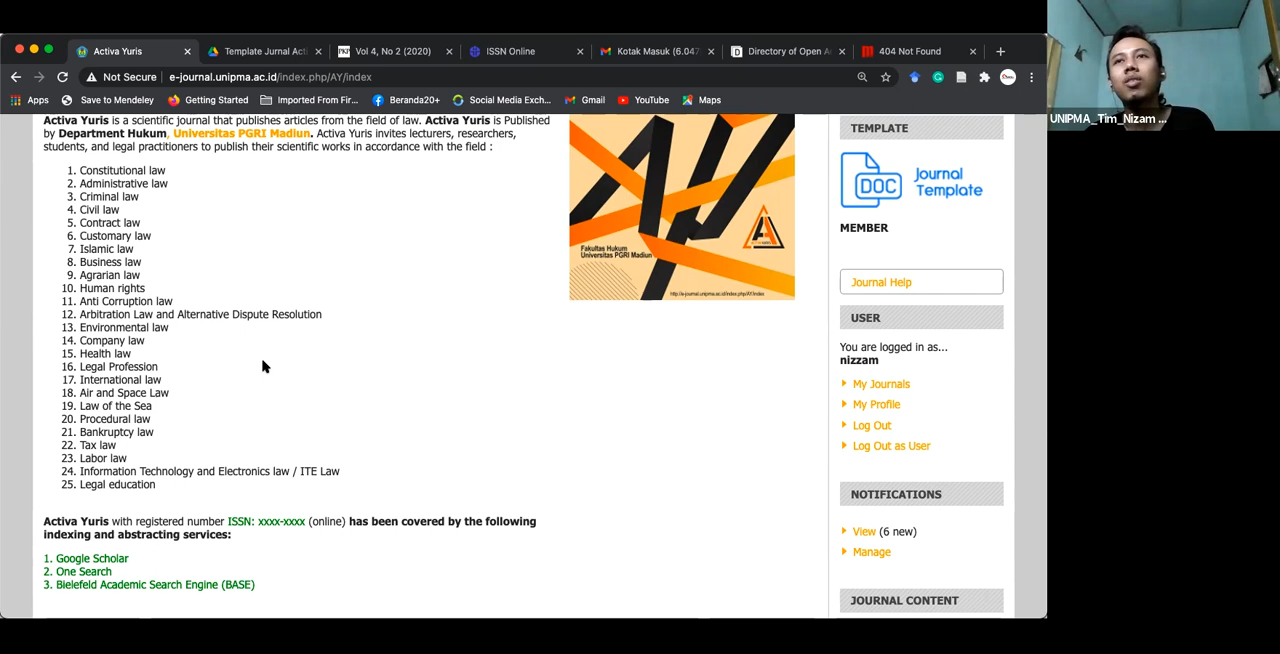 Activa Yuris
Template Jurnal Act
Vol 4, No 2 (2020)
ISSN Online
Kotak Masuk (6.047
Directory of Open A
404 Not Found
Not Secure
e-journal.unipma.ac.id/index.php/AY/index
Apps
Save to Mendeley
Getting Started
Imported From Fir...
Beranda20+
Social Media Exch...
Gmail
YouTube
Maps
Activa Yuris is a scientific journal that publishes articles from the field of law. Activa Yuris is Published
by Department Hukum, Universitas PGRI Madiun. Activa Yuris invites lecturers, researchers,
students, and legal practitioners to publish their scientific works in accordance with the field :
1. Constitutional law
2. Administrative law
3. Criminal law
4. Civil law
5. Contract law
6. Customary law
7. Islamic law
8. Business law
9. Agrarian law
10. Human rights
11. Anti Corruption law
12. Arbitration Law and Alternative Dispute Resolution
13. Environmental law
14. Company law
15. Health law
16. Legal Profession
17. International law
18. Air and Space Law
19. Law of the Sea
20. Procedural law
21. Bankruptcy law
22. Tax law
23. Labor law
24. Information Technology and Electronics law / ITE Law
25. Legal education
Activa Yuris with registered number ISSN: xxxx-xxxx (online) has been covered by the following
indexing and abstracting services:
1. Google Scholar
2. One Search
3. Bielefeld Academic Search Engine (BASE)
Fakultas Hukum
Universitas PGRI Madiun
http://e-journal.unipma.ac.id/index.php/AY/index
TEMPLATE
DOC
Journal
Template
MEMBER
Journal Help
USER
You are logged in as...
nizzam
My Journals
My Profile
Log Out
Log Out as User
NOTIFICATIONS
View (6 new)
Manage
JOURNAL CONTENT
UNIPMA_Tim_Nizam ...